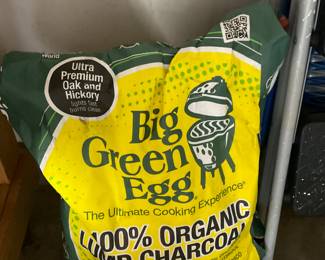 World
Ultra
Premium
Oak and
Hickory
lights fast
burns clean
Big
Green
Egg
The Ultimate Cooking Experience®
100% ORGANIC
LUMP CHARCOAL